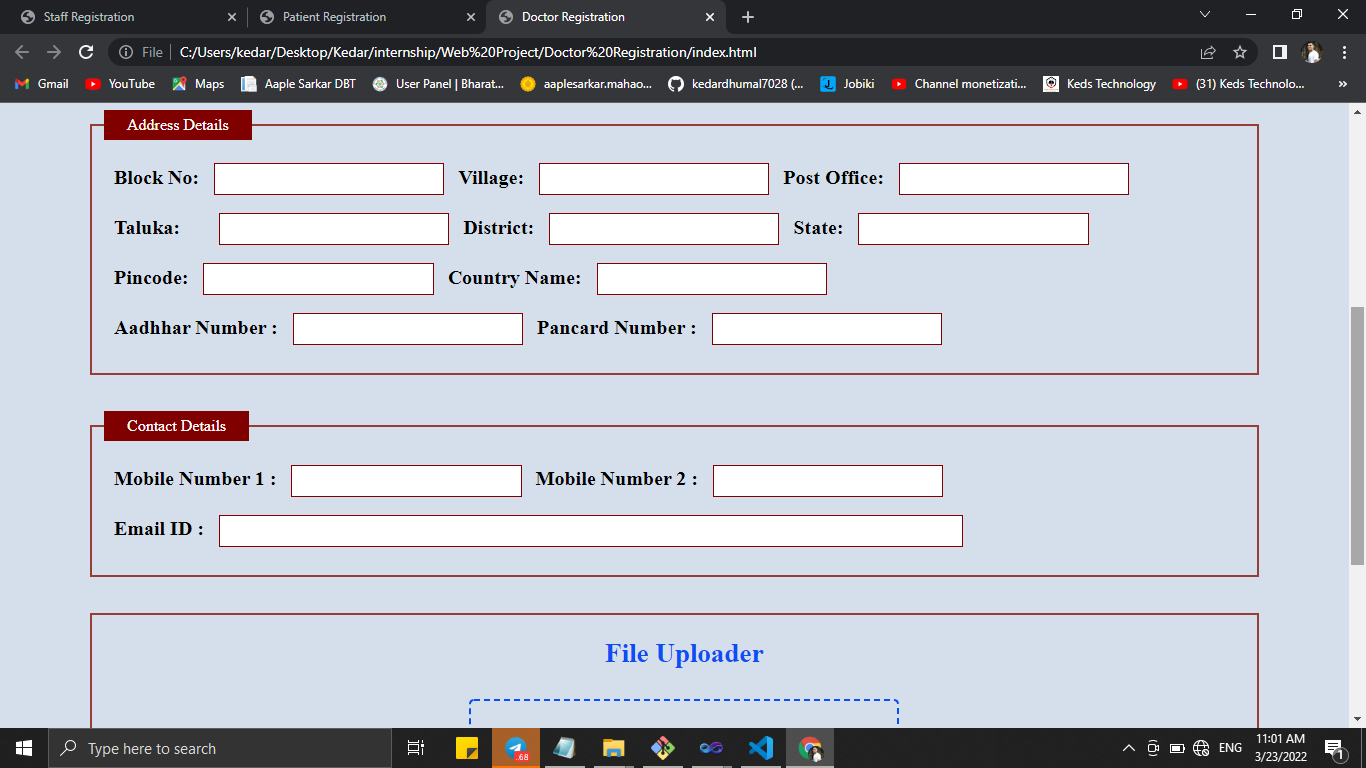 Staff Registration
Patient Registration
Doctor Registration
File
C:/Users/kedar/Desktop/Kedar/internship/Web%20Project/Doctor%20Registration/index.html
Gmail YouTube Maps Aaple Sarkar DBT User Panel | Bharat... aaplesarkar.mahao... kedardhumal7028 (... Jobiki Channel monetizati... Keds Technology (31) Keds Technolo... »
Address Details
Block No: Village: Post Office:
Taluka: District: State:
Pincode: Country Name:
Aadhhar Number : Pancard Number :
Contact Details
Mobile Number 1 : Mobile Number 2 :
Email ID :
File Uploader
Type here to search
.68
ENG
11:01 AM
3/23/2022
1